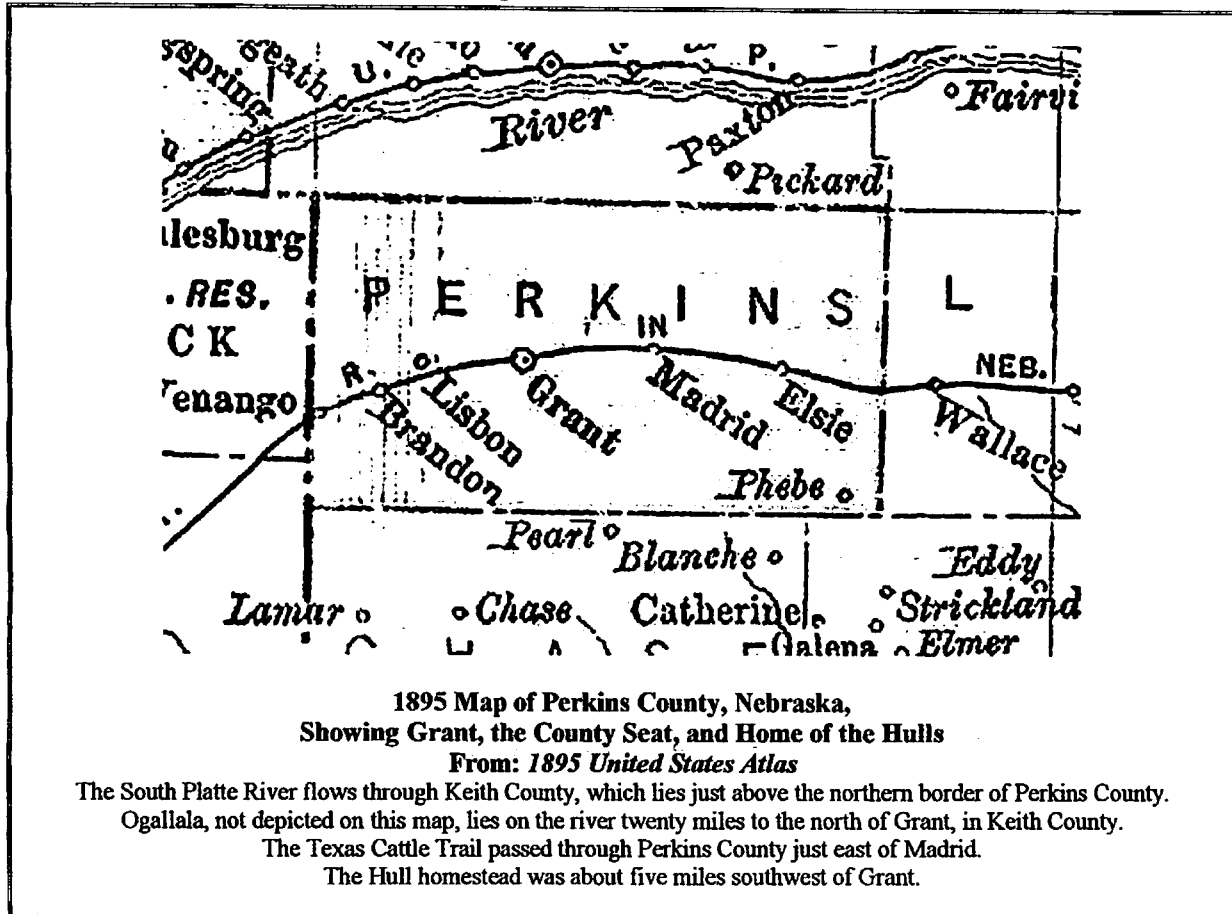 U.
P.
River
Paxton
Pickard
RES.
CK
PERKINS L
IN
R.
NEB.
Brandon
Lisbon
Grant
Madrid
Elsie
Wallace
Phebe
Pearl
Blanche
Eddy
Lamar
Chase
Catherine
Strickland
Galena
Elmer
1895 Map of Perkins County, Nebraska,
Showing Grant, the County Seat, and Home of the Hulls
From: 1895 United States Atlas
The South Platte River flows through Keith County, which lies just above the northern border of Perkins County.
Ogallala, not depicted on this map, lies on the river twenty miles to the north of Grant, in Keith County.
The Texas Cattle Trail passed through Perkins County just east of Madrid.
The Hull homestead was about five miles southwest of Grant.